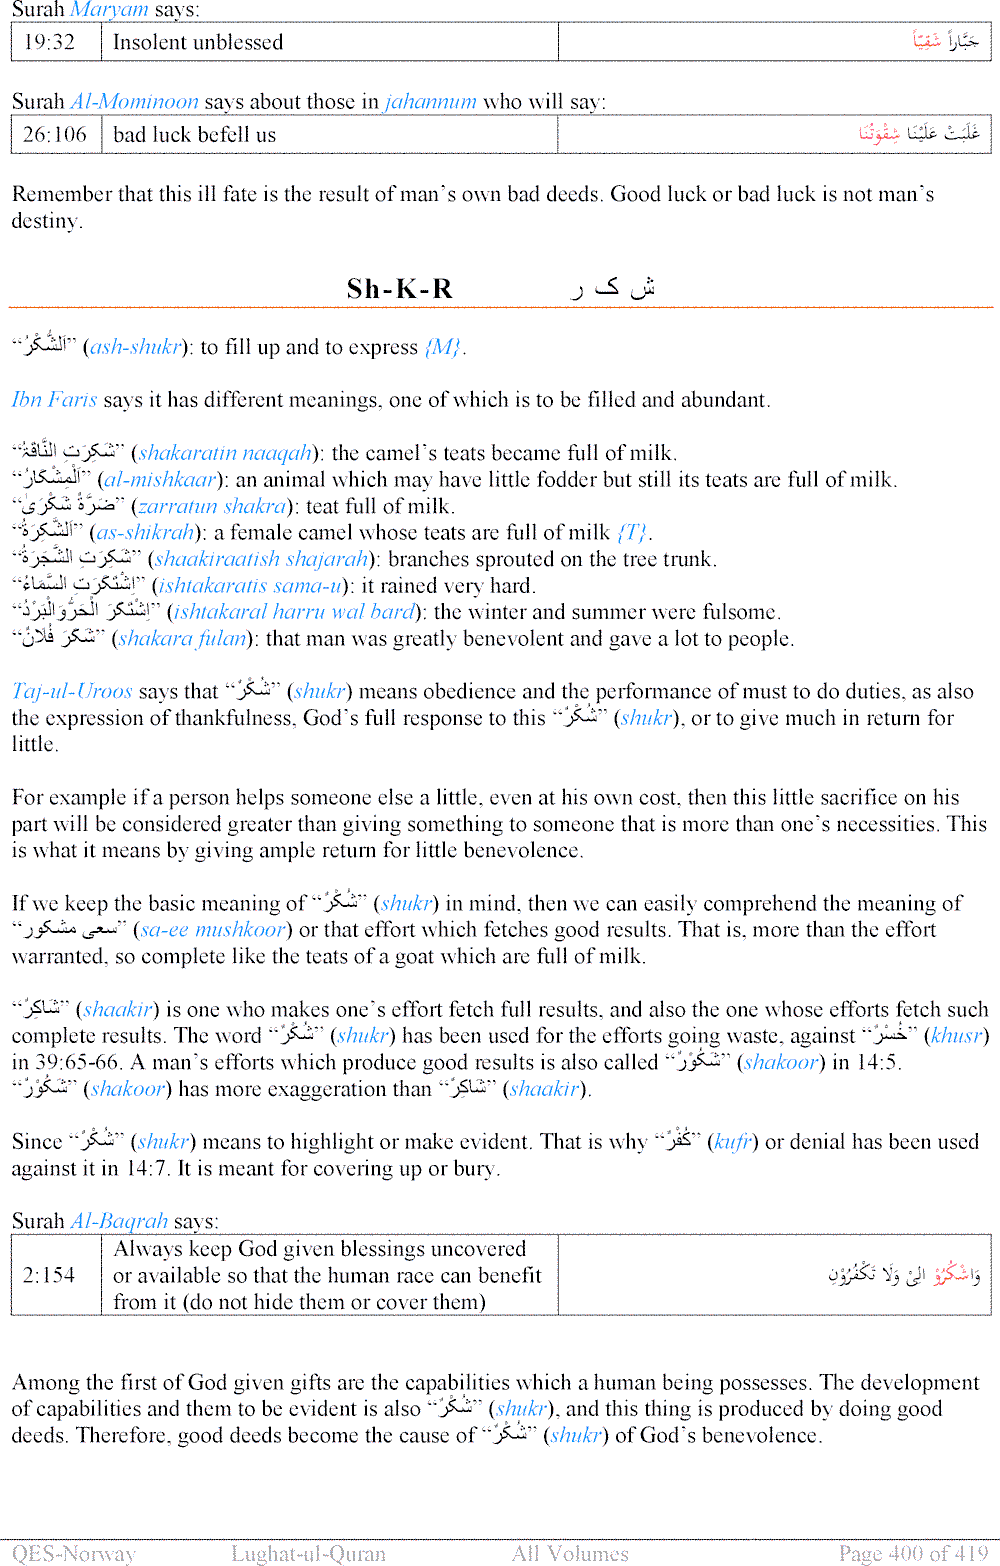 Surah Maryam says:
19:32 Insolent unblessed جَبَّاراً شَقِيّاً
Surah Al-Mominoon says about those in jahannum who will say:
26:106 bad luck befell us غَلَبَتْ عَلَيْنَا شِقْوَتُنَا
Remember that this ill fate is the result of man's own bad deeds. Good luck or bad luck is not man's
destiny.
Sh-K-R ش ک ر
“اَلشُّكْرُ” (ash-shukr): to fill up and to express {M}.
Ibn Faris says it has different meanings, one of which is to be filled and abundant.
“شَكِرَتِ النَّاقَۃُ” (shakaratin naaqah): the camel's teats became full of milk.
“اَلْمِشْكَارُ” (al-mishkaar): an animal which may have little fodder but still its teats are full of milk.
“ضَرَّۃٌ شَكْرَىٰ” (zarratun shakra): teat full of milk.
“اَلشَّكِرَۃُ” (as-shikrah): a female camel whose teats are full of milk {T}.
“شَكِرَتِ الشَّجَرَۃُ” (shaakiraatish shajarah): branches sprouted on the tree trunk.
“اِشْتَكَرَتِ السَّمَاءُ” (ishtakaratis sama-u): it rained very hard.
“اِشْتَكَرَ الْحَرُّوَالْبَرْدُ” (ishtakaral harru wal bard): the winter and summer were fulsome.
“شَكَرَ فُلَانٌ” (shakara fulan): that man was greatly benevolent and gave a lot to people.
Taj-ul-Uroos says that “شُكْرٌ” (shukr) means obedience and the performance of must to do duties, as also
the expression of thankfulness, God's full response to this “شُكْرٌ” (shukr), or to give much in return for
little.
For example if a person helps someone else a little, even at his own cost, then this little sacrifice on his
part will be considered greater than giving something to someone that is more than one's necessities. This
is what it means by giving ample return for little benevolence.
If we keep the basic meaning of “شُكْرٌ” (shukr) in mind, then we can easily comprehend the meaning of
“سعی مشکور” (sa-ee mushkoor) or that effort which fetches good results. That is, more than the effort
warranted, so complete like the teats of a goat which are full of milk.
“شَاكِرٌ” (shaakir) is one who makes one's effort fetch full results, and also the one whose efforts fetch such
complete results. The word “شُكْرٌ” (shukr) has been used for the efforts going waste, against “خُسْرٌ” (khusr)
in 39:65-66. A man's efforts which produce good results is also called “شَكُوْرٌ” (shakoor) in 14:5.
“شَكُوْرٌ” (shakoor) has more exaggeration than “شَاكِرٌ” (shaakir).
Since “شُكْرٌ” (shukr) means to highlight or make evident. That is why “كُفْرٌ” (kufr) or denial has been used
against it in 14:7. It is meant for covering up or bury.
Surah Al-Baqrah says:
2:154 Always keep God given blessings uncovered
or available so that the human race can benefit وَاشْكُرُوْ الِیْ وَلَا تَكْفُرُوْنِ
from it (do not hide them or cover them)
Among the first of God given gifts are the capabilities which a human being possesses. The development
of capabilities and them to be evident is also “شُكْرٌ” (shukr), and this thing is produced by doing good
deeds. Therefore, good deeds become the cause of “شُكْرٌ” (shukr) of God's benevolence.
QES-Norway Lughat-ul-Quran All Volumes Page 400 of 419